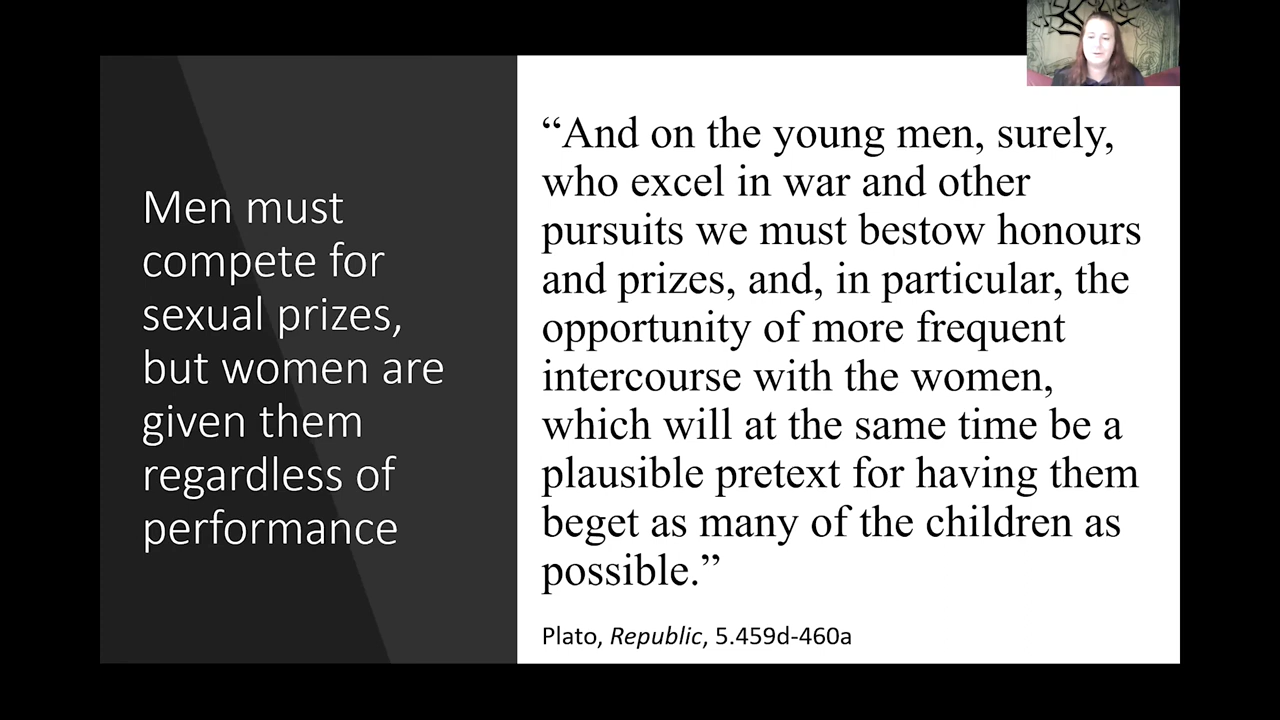 Men must
compete for
sexual prizes,
but women are
given them
regardless of
performance
“And on the young men, surely,
who excel in war and other
pursuits we must bestow honours
and prizes, and, in particular, the
opportunity of more frequent
intercourse with the women,
which will at the same time be a
plausible pretext for having them
beget as many of the children as
possible.”
Plato, Republic, 5.459d-460a